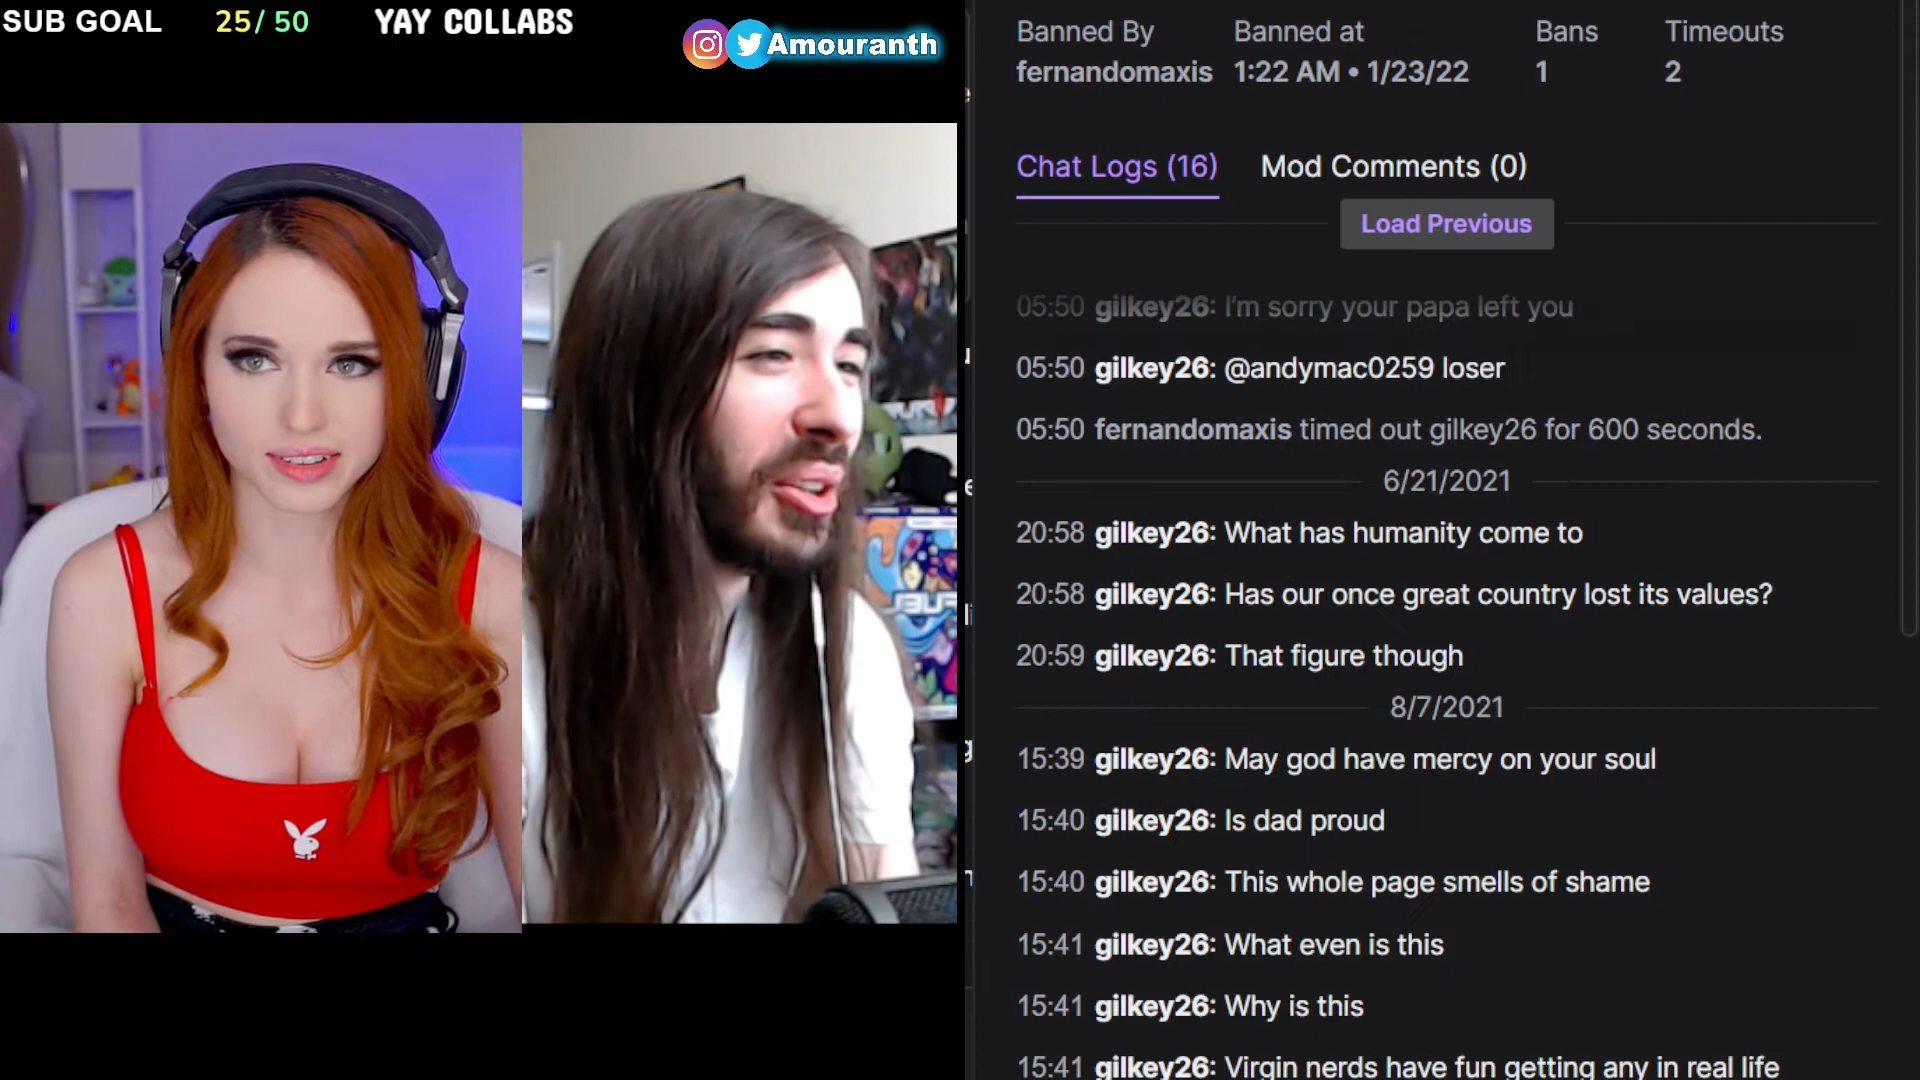 SUB GOAL 25/ 50 YAY COLLABS
Amouranth
Banned By Banned at Bans Timeouts
fernandomaxis 1:22 AM • 1/23/22 1 2
Chat Logs (16) Mod Comments (0)
Load Previous
05:50 gilkey26: I'm sorry your papa left you
05:50 gilkey26: @andymac0259 loser
05:50 fernandomaxis timed out gilkey26 for 600 seconds.
6/21/2021
20:58 gilkey26: What has humanity come to
20:58 gilkey26: Has our once great country lost its values?
20:59 gilkey26: That figure though
8/7/2021
15:39 gilkey26: May god have mercy on your soul
15:40 gilkey26: Is dad proud
15:40 gilkey26: This whole page smells of shame
15:41 gilkey26: What even is this
15:41 gilkey26: Why is this
15:41 gilkey26: Virgin nerds have fun getting any in real life